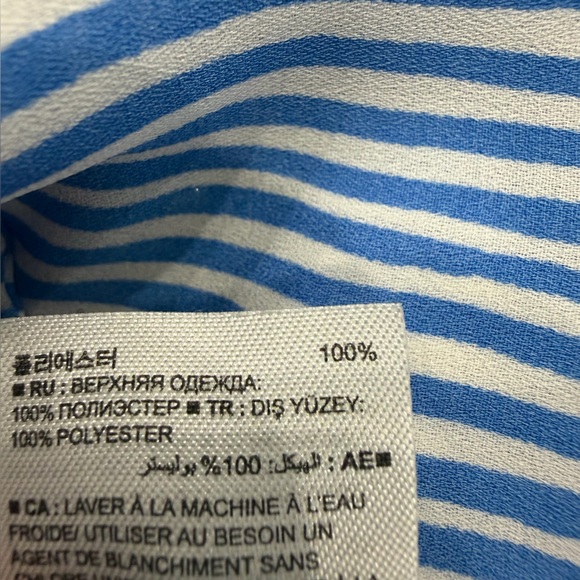 폴리에스터 100%
■ RU : ВЕРХНЯЯ ОДЕЖДА:
100% ПОЛИЭСТЕР ■ TR : DIŞ YÜZEY:
100% POLYESTER
■AE : الهيكل: 100% بوليستر
■ CA : LAVER À LA MACHINE À L'EAU
FROIDE/ UTILISER AU BESOIN UN
AGENT DE BLANCHIMENT SANS